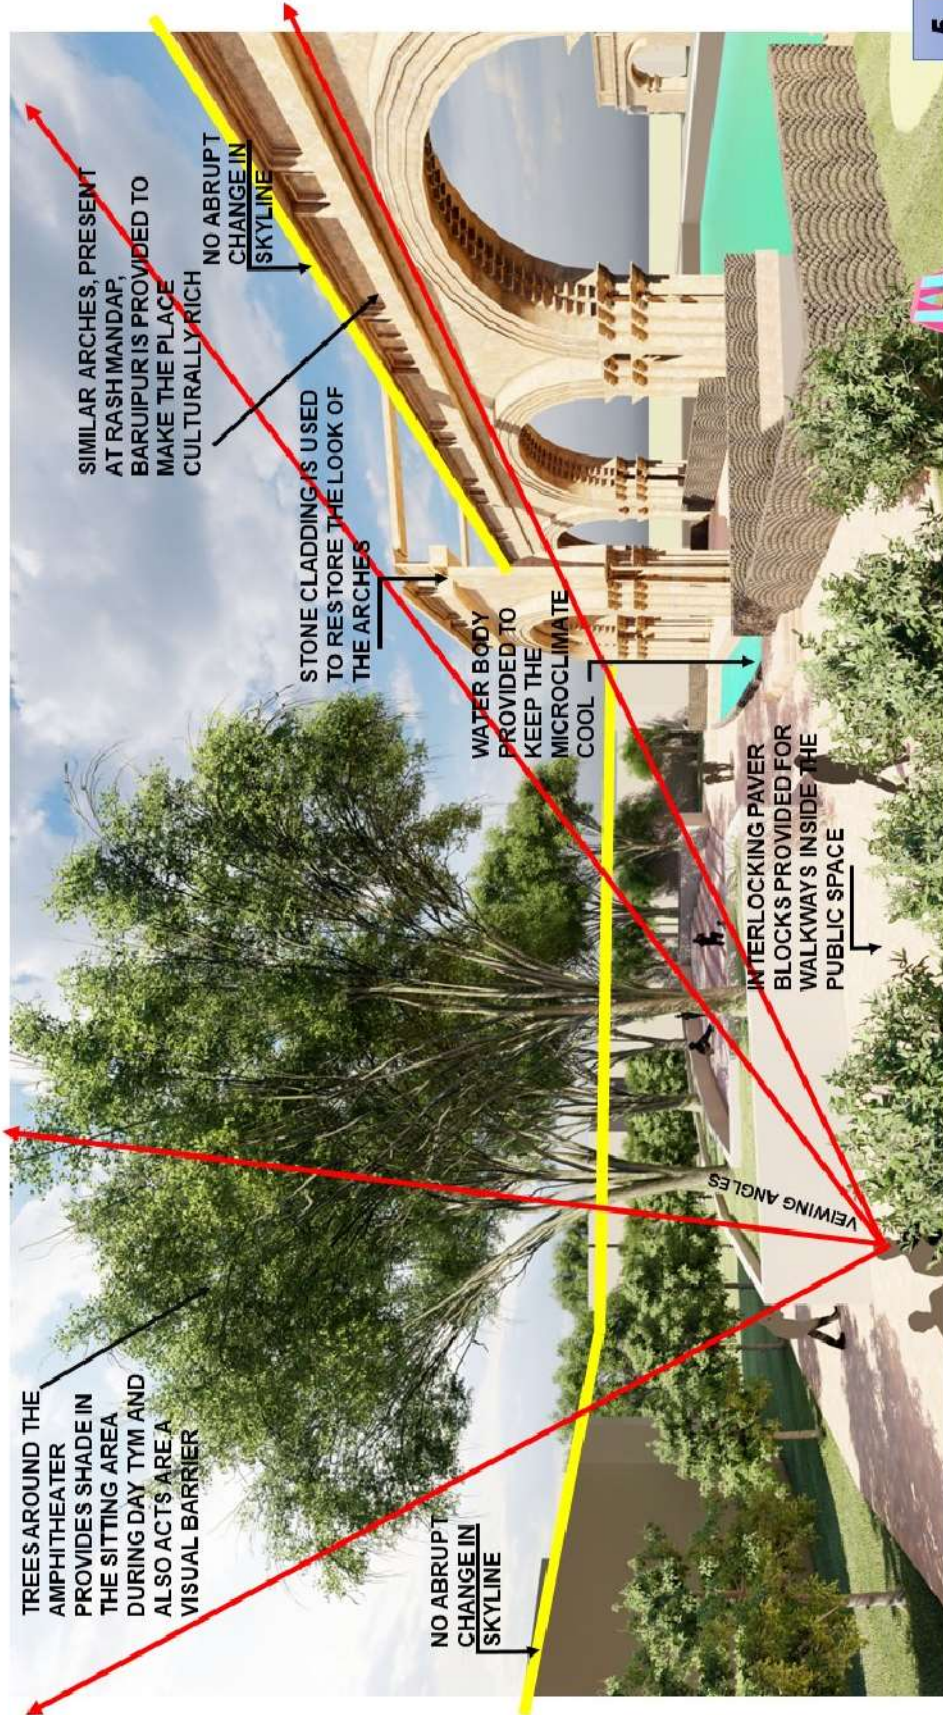 TREES AROUND THE
AMPHITHEATER
PROVIDES SHADE IN
THE SITTING AREA
DURING DAY TYM AND
ALSO ACTS ARE A
VISUAL BARRIER
NO ABRUPT
CHANGE IN
SKYLINE
VEIWING ANGLES
INTERLOCKING PAVER
BLOCKS PROVIDED FOR
WALKWAYS INSIDE THE
PUBLIC SPACE
WATER BODY
PROVIDED TO
KEEP THE
MICROCLIMATE
COOL
STONE CLADDING IS USED
TO RESTORE THE LOOK OF
THE ARCHES
SIMILAR ARCHES, PRESENT
AT RASHMANDAP,
BARUIPUR IS PROVIDED TO
MAKE THE PLACE
CULTURALLY RICH
NO ABRUPT
CHANGE IN
SKYLINE